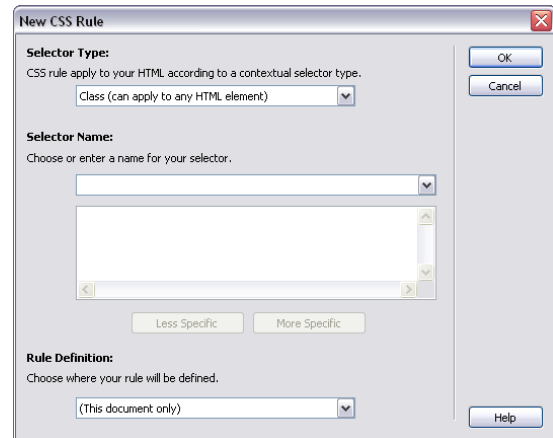 New CSS Rule
Selector Type:
CSS rule apply to your HTML according to a contextual selector type.
Class (can apply to any HTML element)
OK
Cancel
Selector Name:
Choose or enter a name for your selector.
Less Specific
More Specific
Rule Definition:
Choose where your rule will be defined.
(This document only)
Help